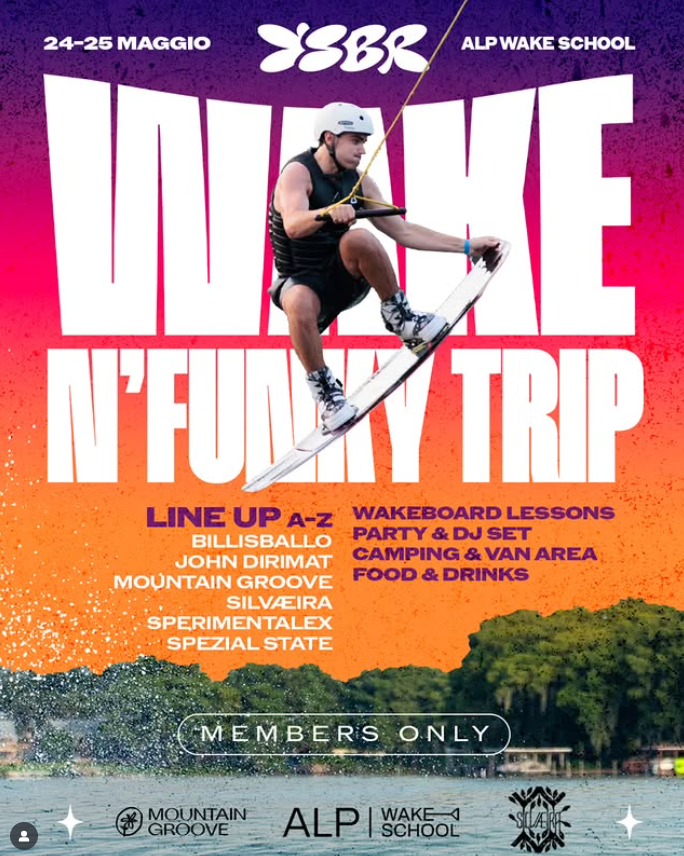 24-25 MAGGIO
YSBR
ALP WAKE SCHOOL
WAKE
N'FUNKY TRIP
LINE UP A-Z
BILLISBALLO
JOHN DIRIMAT
MOUNTAIN GROOVE
SILVÆIRA
SPERIMENTALEX
SPEZIAL STATE
WAKEBOARD LESSONS
PARTY & DJ SET
CAMPING & VAN AREA
FOOD & DRINKS
MEMBERS ONLY
MOUNTAIN
GROOVE
ALP
WAKE
SCHOOL
SILVÆIRA